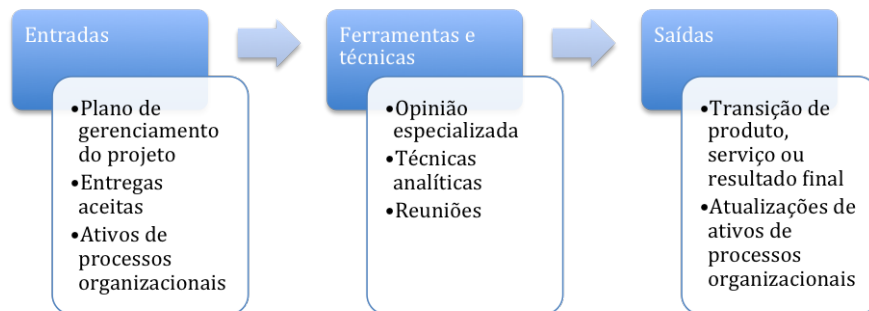 Entradas
•Plano de
gerenciamento
do projeto
•Entregas
aceitas
•Ativos de
processos
organizacionais
Ferramentas e
técnicas
•Opinião
especializada
•Técnicas
analíticas
•Reuniões
Saídas
•Transição de
produto,
serviço ou
resultado final
•Atualizações de
ativos de
processos
organizacionais